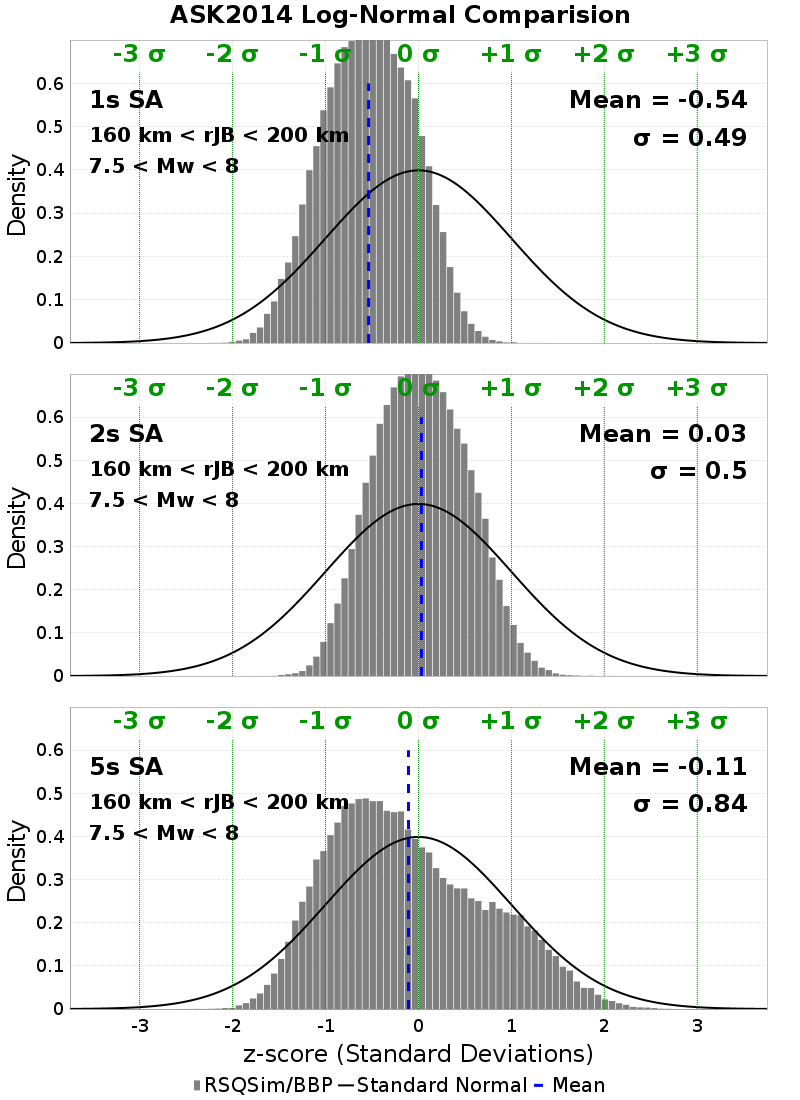 ASK2014 Log-Normal Comparision
-3 σ -2 σ -1 σ 0 σ +1 σ +2 σ +3 σ
0.6
0.5
0.4
0.3
0.2
0.1
0
Density
1s SA
160 km < rJB < 200 km
7.5 < Mw < 8
Mean = -0.54
σ = 0.49
-3 σ -2 σ -1 σ 0 σ +1 σ +2 σ +3 σ
0.6
0.5
0.4
0.3
0.2
0.1
0
Density
2s SA
160 km < rJB < 200 km
7.5 < Mw < 8
Mean = 0.03
σ = 0.5
-3 σ -2 σ -1 σ 0 σ +1 σ +2 σ +3 σ
0.6
0.5
0.4
0.3
0.2
0.1
0
Density
5s SA
160 km < rJB < 200 km
7.5 < Mw < 8
Mean = -0.11
σ = 0.84
-3 -2 -1 0 1 2 3
z-score (Standard Deviations)
RSQSim/BBP Standard Normal Mean